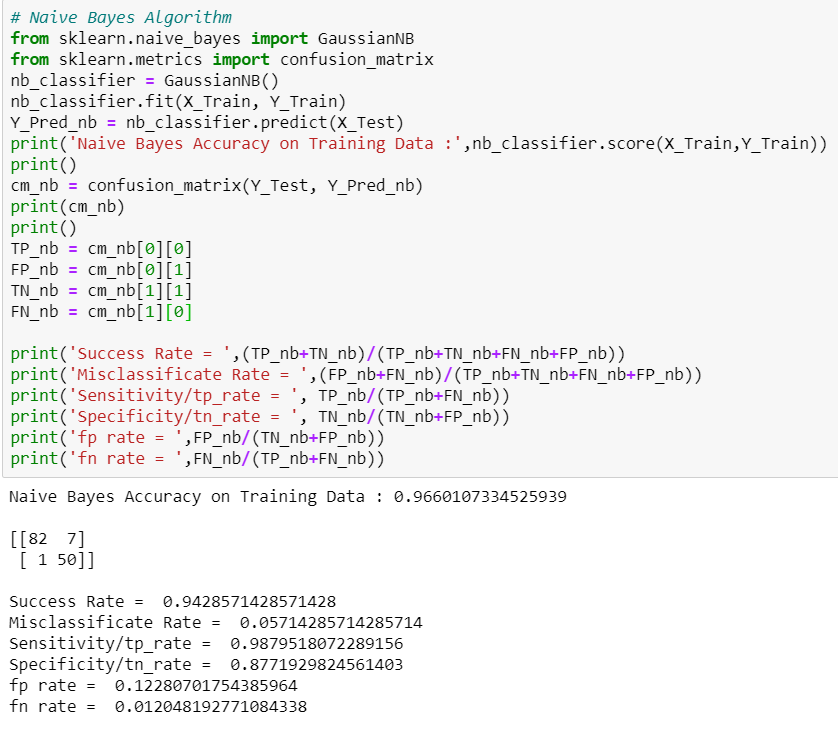 # Naive Bayes Algorithm
from sklearn.naive_bayes import GaussianNB
from sklearn.metrics import confusion_matrix
nb_classifier = GaussianNB()
nb_classifier.fit(X_Train, Y_Train)
Y_Pred_nb = nb_classifier.predict(X_Test)
print('Naive Bayes Accuracy on Training Data :',nb_classifier.score(X_Train,Y_Train))
print()
cm_nb = confusion_matrix(Y_Test, Y_Pred_nb)
print(cm_nb)
print()
TP_nb = cm_nb[0][0]
FP_nb = cm_nb[0][1]
TN_nb = cm_nb[1][1]
FN_nb = cm_nb[1][0]
print('Success Rate = ',(TP_nb+TN_nb)/(TP_nb+TN_nb+FN_nb+FP_nb))
print('Misclassificate Rate = ',(FP_nb+FN_nb)/(TP_nb+TN_nb+FN_nb+FP_nb))
print('Sensitivity/tp_rate = ', TP_nb/(TP_nb+FN_nb))
print('Specificity/tn_rate = ', TN_nb/(TN_nb+FP_nb))
print('fp rate = ',FP_nb/(TN_nb+FP_nb))
print('fn rate = ',FN_nb/(TP_nb+FN_nb))
Naive Bayes Accuracy on Training Data : 0.9660107334525939
[[82  7]
 [ 1 50]]
Success Rate =  0.9428571428571428
Misclassificate Rate =  0.05714285714285714
Sensitivity/tp_rate =  0.9879518072289156
Specificity/tn_rate =  0.8771929824561403
fp rate =  0.12280701754385964
fn rate =  0.012048192771084338